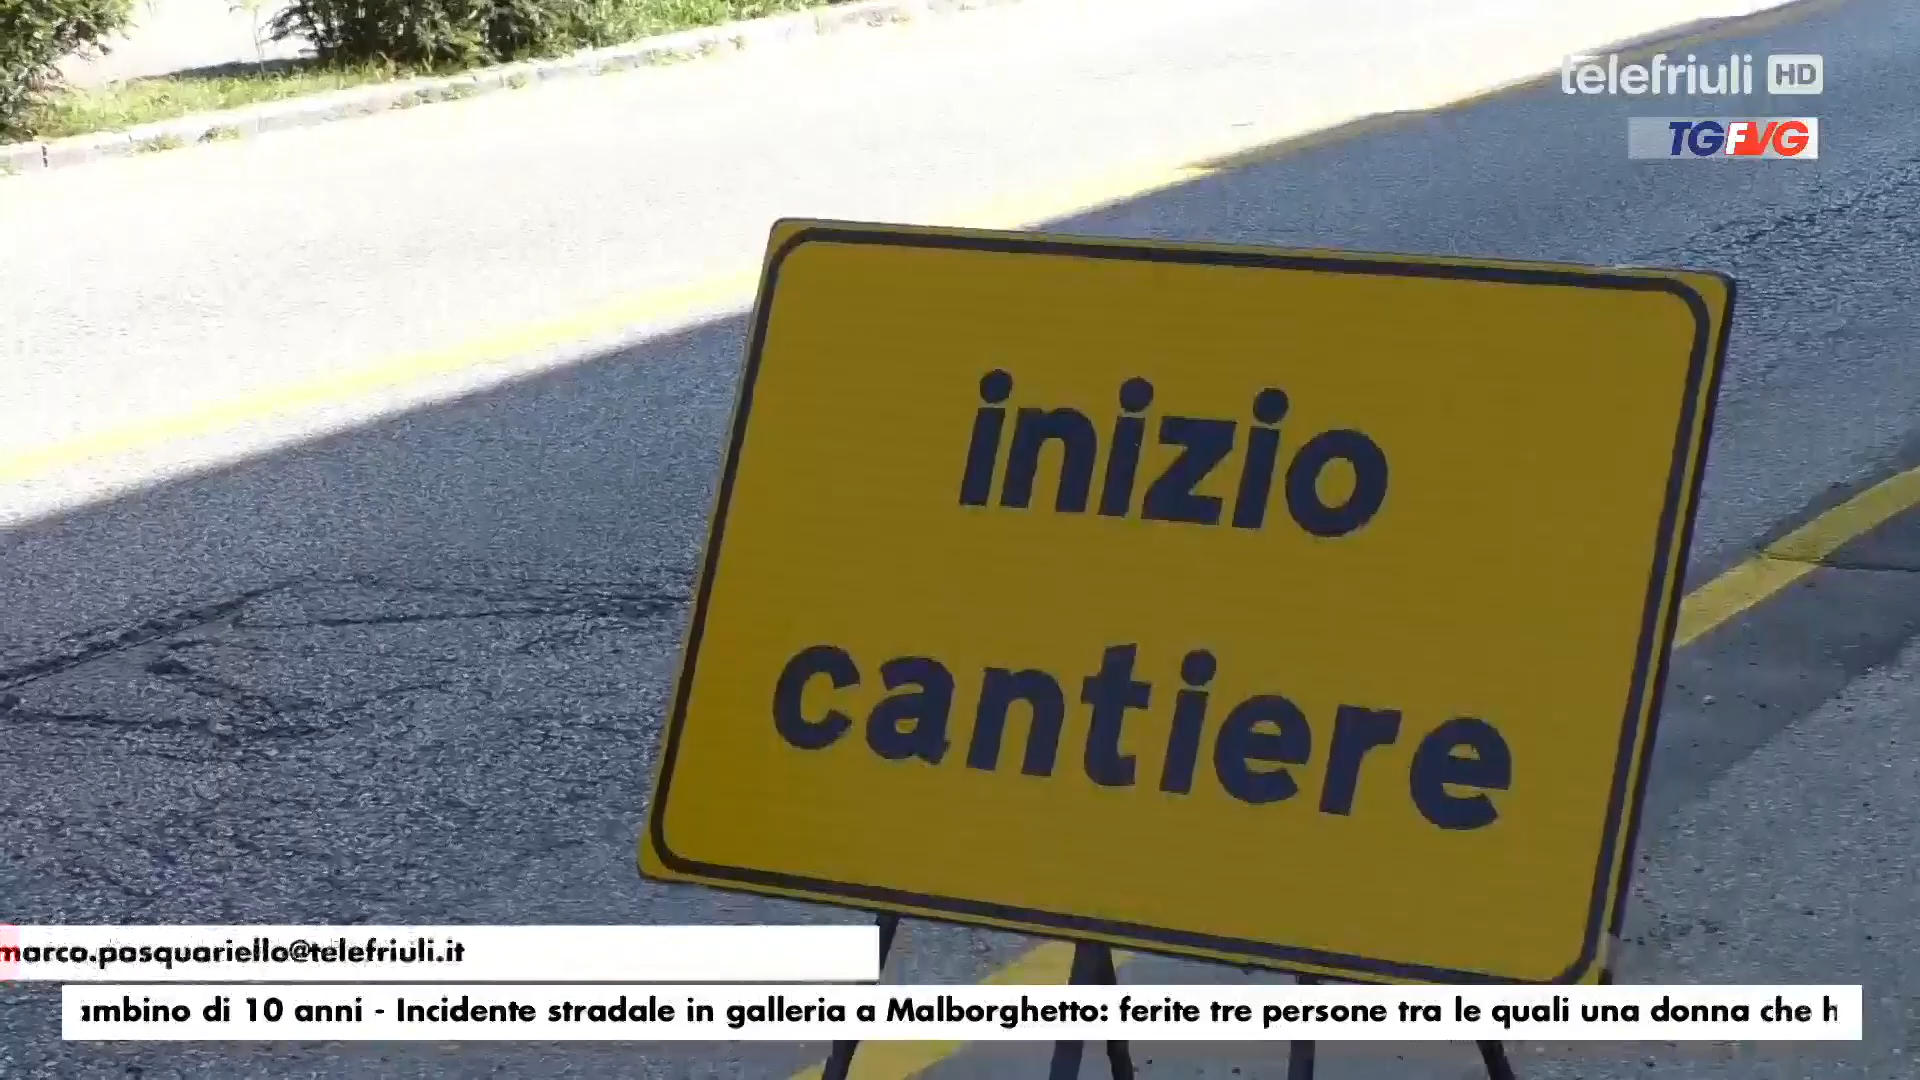 telefriuli HD
TGFVG
inizio
cantiere
marco.pasquariello@telefriuli.it
di 10 anni - Incidente stradale in galleria a Malborghetto: ferite tre persone tra le quali una donna che